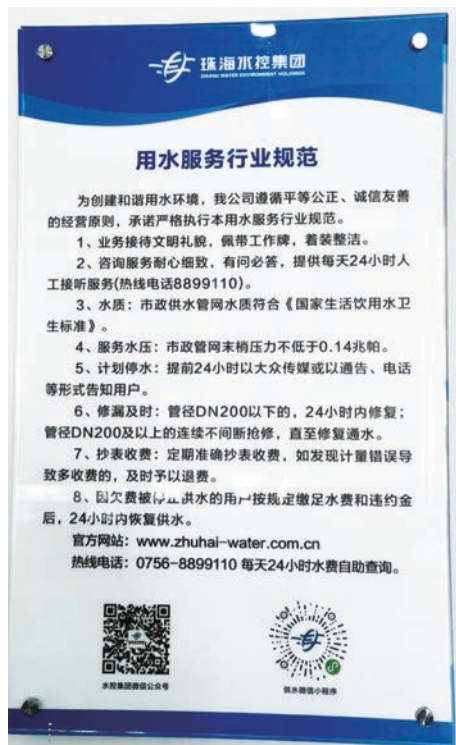 珠海水控集团
ZHUHAI WATER ENVIRONMENT HOLDINGS
用水服务行业规范
为创建和谐用水环境，我公司遵循平等公正、诚信友善
的经营原则，承诺严格执行本用水服务行业规范。
1、业务接待文明礼貌，佩带工作牌，着装整洁。
2、咨询服务耐心细致，有问必答，提供每天24小时人
工接听服务(热线电话8899110)。
3、水质：市政供水管网水质符合《国家生活饮用水卫
生标准》。
4、服务水压：市政管网末梢压力不低于0.14兆帕。
5、计划停水：提前24小时以大众传媒或以通告、电话
等形式告知用户。
6、修漏及时：管径DN200以下的，24小时内修复；
管径DN200及以上的连续不间断抢修，直至修复通水。
7、抄表收费：定期准确抄表收费，如发现计量错误导
致多收费的，及时予以退费。
8、因欠费被停止供水的用户按规定缴足水费和违约金
后，24小时内恢复供水。
官方网站：www.zhuhai-water.com.cn
热线电话：0756-8899110 每天24小时水费自助查询。
水控集团微信公众号
供水微信小程序